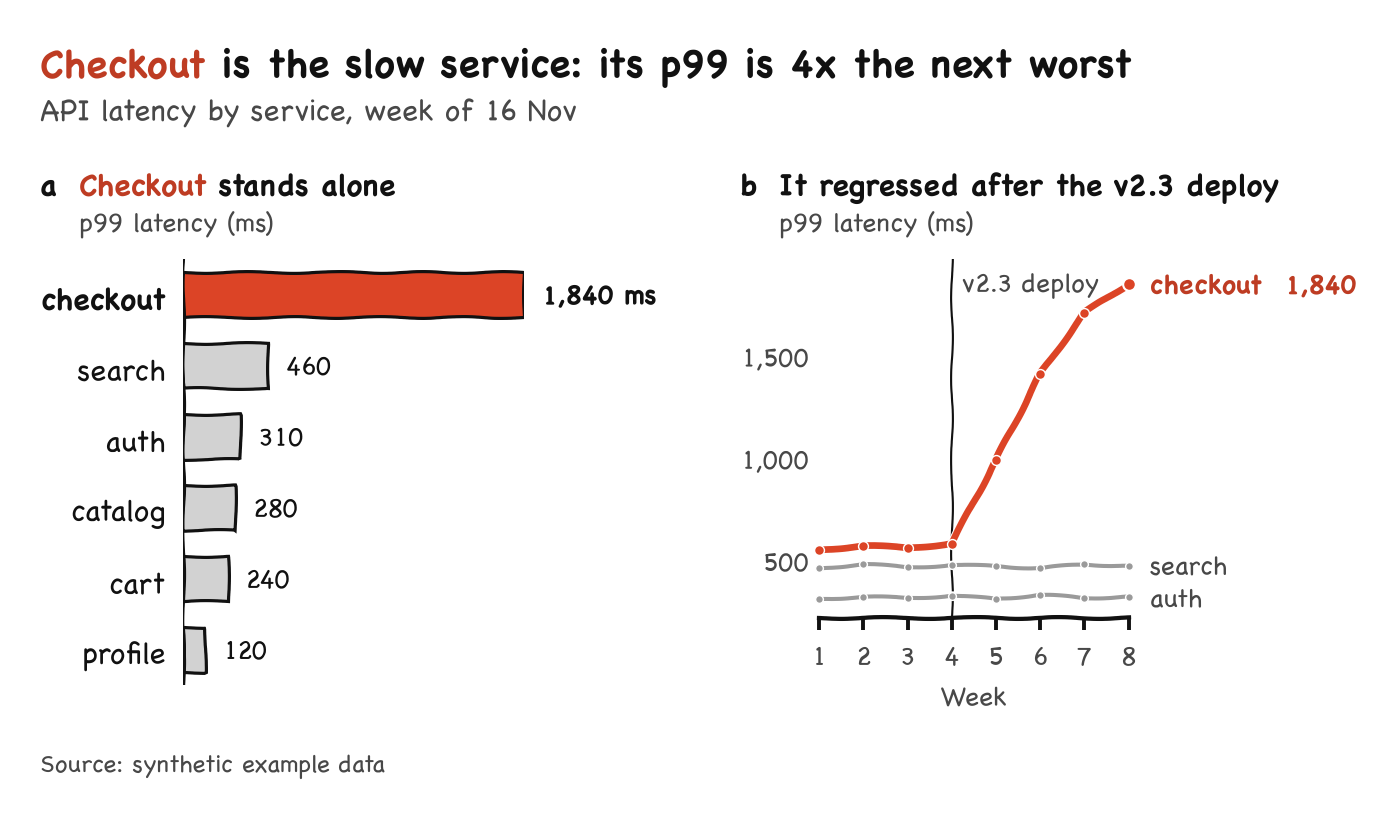 Checkout is the slow service: its p99 is 4x the next worst
API latency by service, week of 16 Nov
a Checkout stands alone
p99 latency (ms)
checkout 1,840 ms
search 460
auth 310
catalog 280
cart 240
profile 120
b It regressed after the v2.3 deploy
p99 latency (ms)
v2.3 deploy
checkout 1,840
1,500
1,000
500
search
auth
1 2 3 4 5 6 7 8
Week
Source: synthetic example data